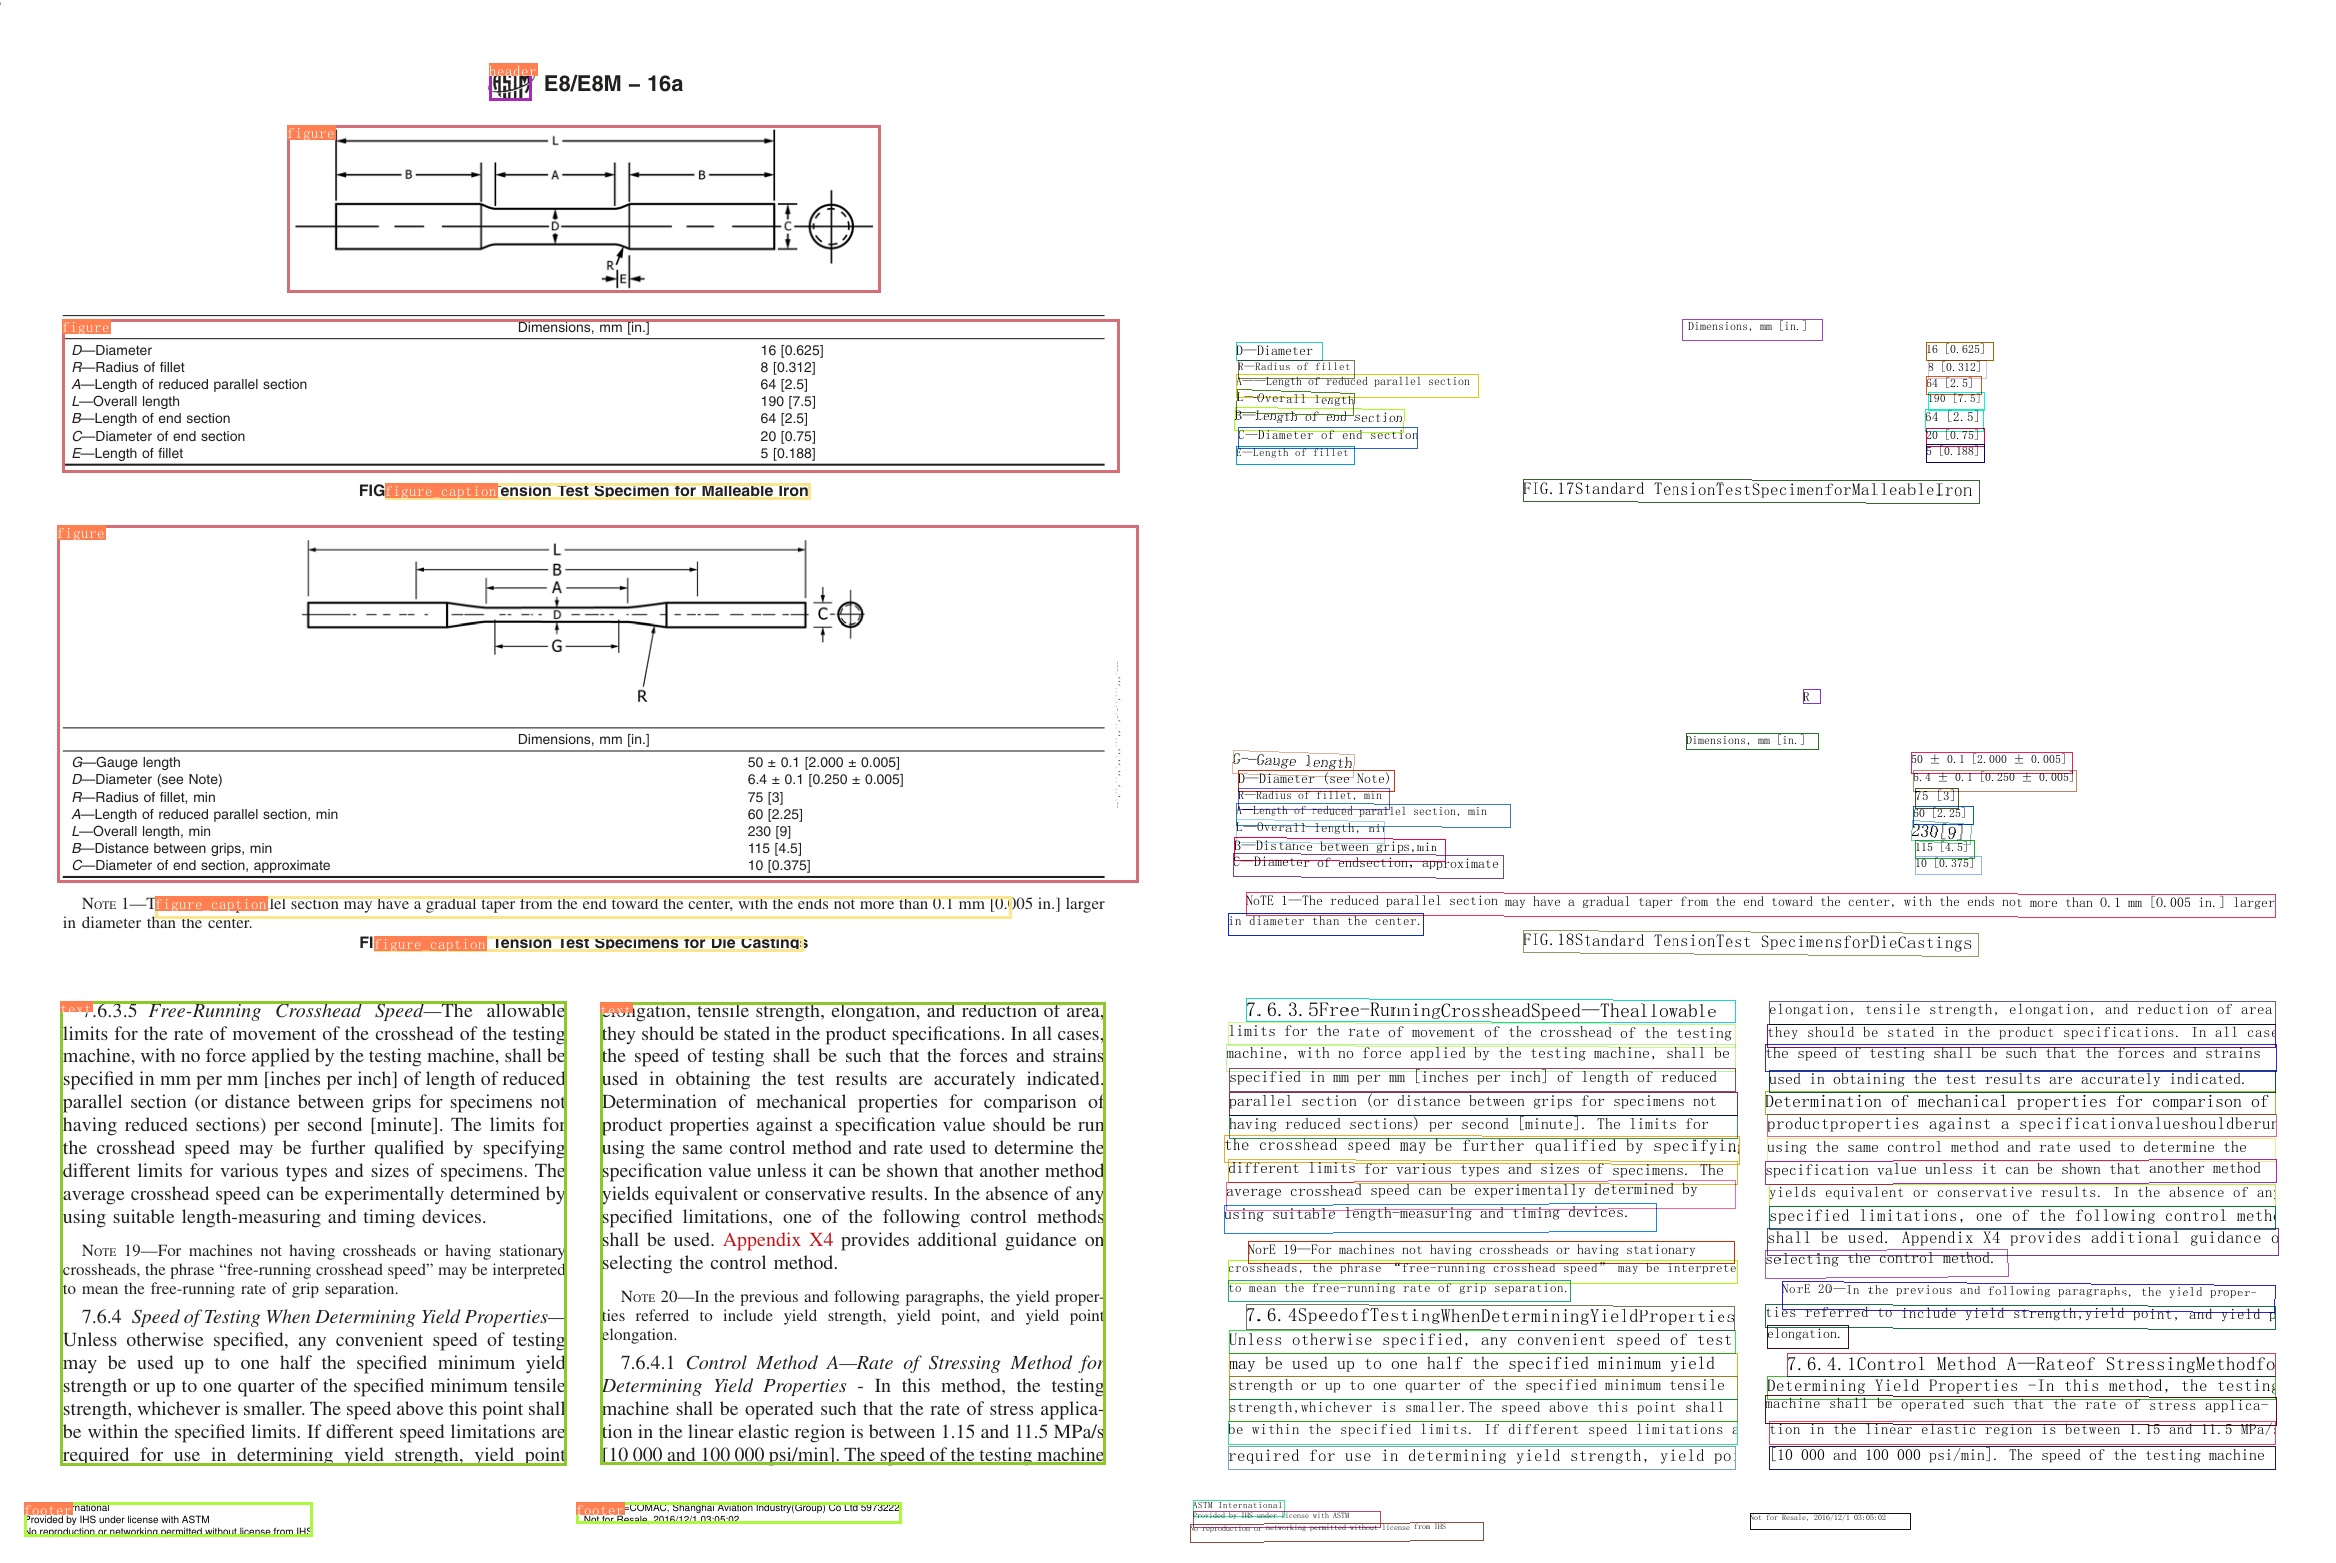 header
ASTM E8/E8M – 16a
figure
L
B A B
D C
R
E
figure
Dimensions, mm [in.]
D—Diameter 16 [0.625]
R—Radius of fillet 8 [0.312]
A—Length of reduced parallel section 64 [2.5]
L—Overall length 190 [7.5]
B—Length of end section 64 [2.5]
C—Diameter of end section 20 [0.75]
E—Length of fillet 5 [0.188]
FIG figure caption ension Test Specimen for Malleable Iron
figure
L
B
A
D C
G
R
Dimensions, mm [in.]
G—Gauge length 50 ± 0.1 [2.000 ± 0.005]
D—Diameter (see Note) 6.4 ± 0.1 [0.250 ± 0.005]
R—Radius of fillet, min 75 [3]
A—Length of reduced parallel section, min 60 [2.25]
L—Overall length, min 230 [9]
B—Distance between grips, min 115 [4.5]
C—Diameter of end section, approximate 10 [0.375]
NOTE 1—T figure caption lel section may have a gradual taper from the end toward the center, with the ends not more than 0.1 mm [0.005 in.] larger
in diameter than the center.
FI figure caption Tension Test Specimens for Die Castings
text
7.6.3.5 Free-Running Crosshead Speed—The allowable
limits for the rate of movement of the crosshead of the testing
machine, with no force applied by the testing machine, shall be
specified in mm per mm [inches per inch] of length of reduced
parallel section (or distance between grips for specimens not
having reduced sections) per second [minute]. The limits for
the crosshead speed may be further qualified by specifying
different limits for various types and sizes of specimens. The
average crosshead speed can be experimentally determined by
using suitable length-measuring and timing devices.
NOTE 19—For machines not having crossheads or having stationary
crossheads, the phrase “free-running crosshead speed” may be interpreted
to mean the free-running rate of grip separation.
7.6.4 Speed of Testing When Determining Yield Properties—
Unless otherwise specified, any convenient speed of testing
may be used up to one half the specified minimum yield
strength or up to one quarter of the specified minimum tensile
strength, whichever is smaller. The speed above this point shall
be within the specified limits. If different speed limitations are
required for use in determining yield strength, yield point
text
elongation, tensile strength, elongation, and reduction of area,
they should be stated in the product specifications. In all cases,
the speed of testing shall be such that the forces and strains
used in obtaining the test results are accurately indicated.
Determination of mechanical properties for comparison of
product properties against a specification value should be run
using the same control method and rate used to determine the
specification value unless it can be shown that another method
yields equivalent or conservative results. In the absence of any
specified limitations, one of the following control methods
shall be used. Appendix X4 provides additional guidance on
selecting the control method.
NOTE 20—In the previous and following paragraphs, the yield proper-
ties referred to include yield strength, yield point, and yield point
elongation.
7.6.4.1 Control Method A—Rate of Stressing Method for
Determining Yield Properties - In this method, the testing
machine shall be operated such that the rate of stress applica-
tion in the linear elastic region is between 1.15 and 11.5 MPa/s
[10 000 and 100 000 psi/min]. The speed of the testing machine
footer rnational
Provided by IHS under license with ASTM
No reproduction or networking permitted without license from IHS
footer =COMAC, Shanghai Aviation Industry(Group) Co Ltd 5973222
Not for Resale, 2016/12/1 03:05:02
Dimensions, mm [in.]
D—Diameter 16 [0.625]
R—Radius of fillet 8 [0.312]
A——Length of reduced parallel section 64 [2.5]
L—Overall length 190 [7.5]
B—Length of end section 64 [2.5]
C—Diameter of end section 20 [0.75]
E—Length of fillet 5 [0.188]
FIG.17Standard TensionTestSpecimenforMalleableIron
R
Dimensions, mm [in.]
G—Gauge length 50 ± 0.1 [2.000 ± 0.005]
D—Diameter (see Note) 6.4 ± 0.1 [0.250 ± 0.005]
R—Radius of fillet, min 75 [3]
A—Length of reduced parallel section, min 60 [2.25]
L—Overall length, 230[9]
B—Distance between grips,min 115 [4.5]
C—Diameter of endsection, approximate 10 [0.375]
NoTE 1—The reduced parallel section may have a gradual taper from the end toward the center, with the ends not more than 0.1 mm [0.005 in.] larger
in diameter than the center.
FIG.18Standard TensionTest SpecimensforDieCastings
7.6.3.5Free-RunningCrossheadSpeed—Theallowable
limits for the rate of movement of the crosshead of the testing
machine, with no force applied by the testing machine, shall be
specified in mm per mm [inches per inch] of length of reduced
parallel section (or distance between grips for specimens not
having reduced sections) per second [minute]. The limits for
the crosshead speed may be further qualified by specifyin
different limits for various types and sizes of specimens. The
average crosshead speed can be experimentally determined by
using suitable length-measuring and timing devices.
NorE 19—For machines not having crossheads or having stationary
crossheads, the phrase “free-running crosshead speed” may be interprete
to mean the free-running rate of grip separation.
7.6.4SpeedofTestingWhenDeterminingYieldProperties
Unless otherwise specified, any convenient speed of test
may be used up to one half the specified minimum yield
strength or up to one quarter of the specified minimum tensile
strength,whichever is smaller.The speed above this point shall
be within the specified limits. If different speed limitations a
required for use in determining yield strength, yield po
elongation, tensile strength, elongation, and reduction of area
they should be stated in the product specifications. In all case
the speed of testing shall be such that the forces and strains
used in obtaining the test results are accurately indicated.
Determination of mechanical properties for comparison of
productproperties against a specificationvalueshouldberun
using the same control method and rate used to determine the
specification value unless it can be shown that another method
yields equivalent or conservative results. In the absence of any
specified limitations, one of the following control meth
shall be used. Appendix X4 provides additional guidance o
selecting the control method.
NorE 20—In the previous and following paragraphs, the yield proper-
ties referred to include yield strength,yield point, and yield p
elongation.
7.6.4.1Control Method A—Rateof StressingMethodfo
Determining Yield Properties -In this method, the testing
machine shall be operated such that the rate of stress applica-
tion in the linear elastic region is between 1.15 and 11.5 MPa/s
[10 000 and 100 000 psi/min]. The speed of the testing machine
ASTM International
Provided by IHS under license with ASTM
No reproduction or networking permitted without license from IHS
Not for Resale, 2016/12/1 03:05:02